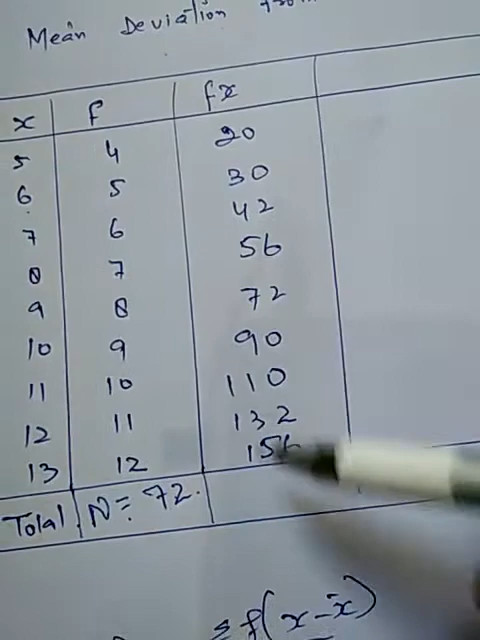 Mean Deviation
x f fx
5 4 20
6 5 30
7 6 42
8 7 56
9 8 72
10 9 90
11 10 110
12 11 132
13 12
Total N = 72.
Σf(x-x̄)